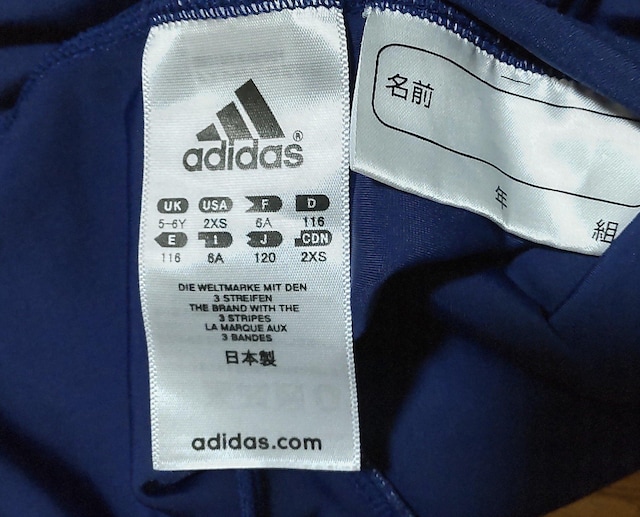 adidas®
UK USA F D
5-6Y 2XS 6A 116
E I J CDN
116 6A 120 2XS
DIE WELTMARKE MIT DEN
3 STREIFEN
THE BRAND WITH THE
3 STRIPES
LA MARQUE AUX
3 BANDES
日本製
adidas.com
名前
年
組